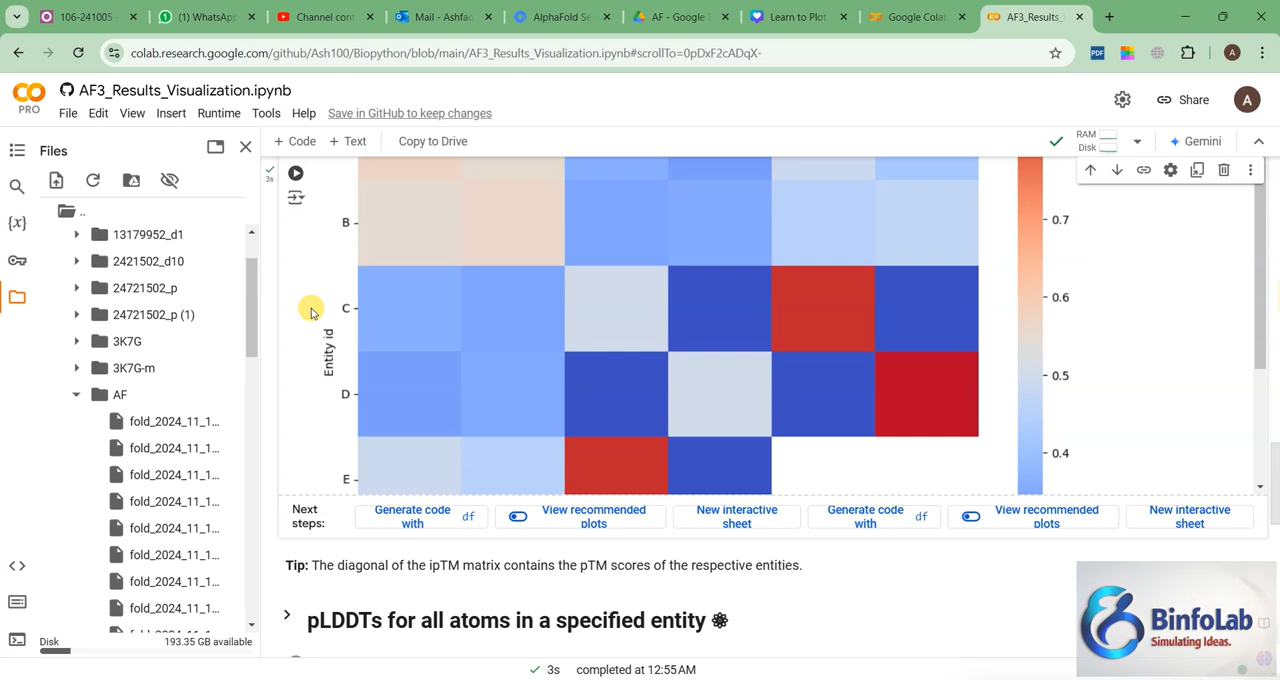 106-241005
(1) WhatsAp
Channel cont
Mail - Ashfaq
AlphaFold Se
AF - Google D
Learn to Plot
Google Colab
AF3_Results_
colab.research.google.com/github/Ash100/Biopython/blob/main/AF3_Results_Visualization.ipynb#scrollTo=0pDxF2cADqX-
PDF
A
CO
PRO
AF3_Results_Visualization.ipynb
File Edit View Insert Runtime Tools Help Save in GitHub to keep changes
Share
A
Files
+ Code + Text Copy to Drive
RAM
Disk
Gemini
{x}
..
13179952_d1
2421502_d10
24721502_p
24721502_p (1)
3K7G
3K7G-m
AF
fold_2024_11_1...
fold_2024_11_1...
fold_2024_11_1...
fold_2024_11_1...
fold_2024_11_1...
fold_2024_11_1...
fold_2024_11_1...
fold_2024_11_1...
Disk
193.35 GB available
3s
B
C
D
E
Entity id
0.7
0.6
0.5
0.4
Next steps:
Generate code with df
View recommended plots
New interactive sheet
Generate code with df
View recommended plots
New interactive sheet
Tip: The diagonal of the ipTM matrix contains the pTM scores of the respective entities.
pLDDTs for all atoms in a specified entity
3s completed at 12:55 AM
BinfoLab
Simulating Ideas.